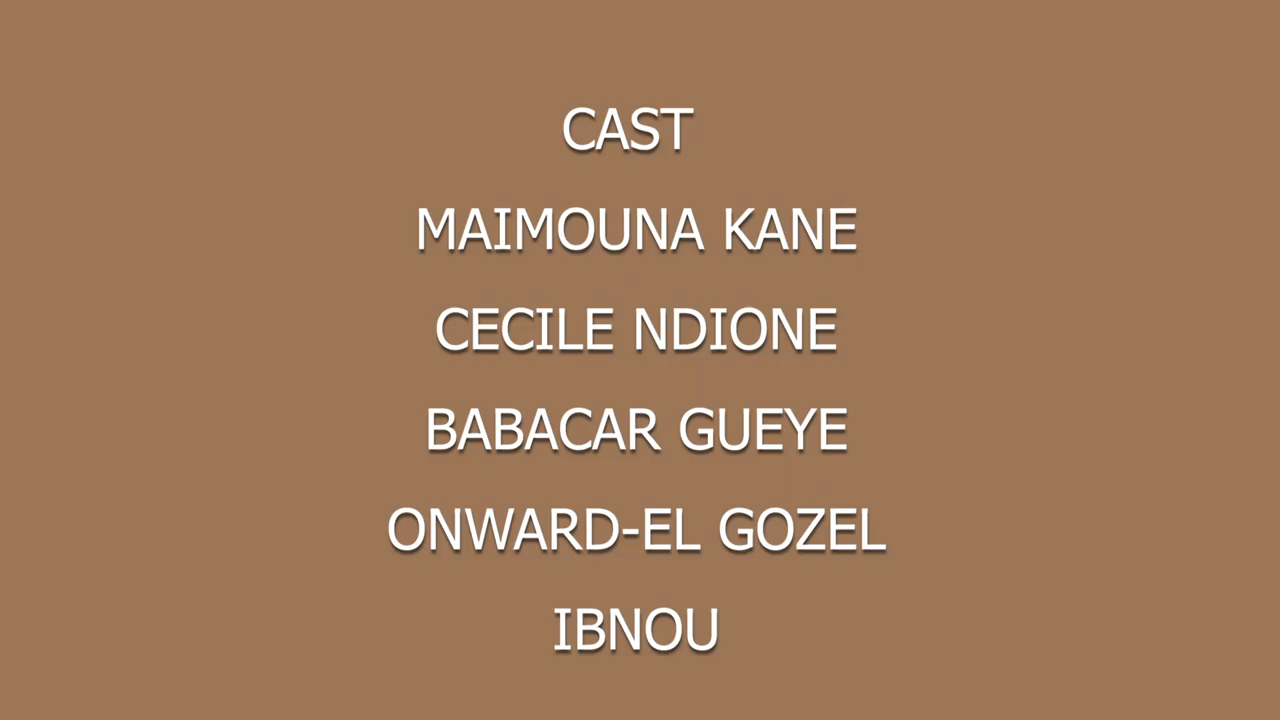 CAST
MAIMOUNA KANE
CECILE NDIONE
BABACAR GUEYE
ONWARD-EL GOZEL
IBNOU